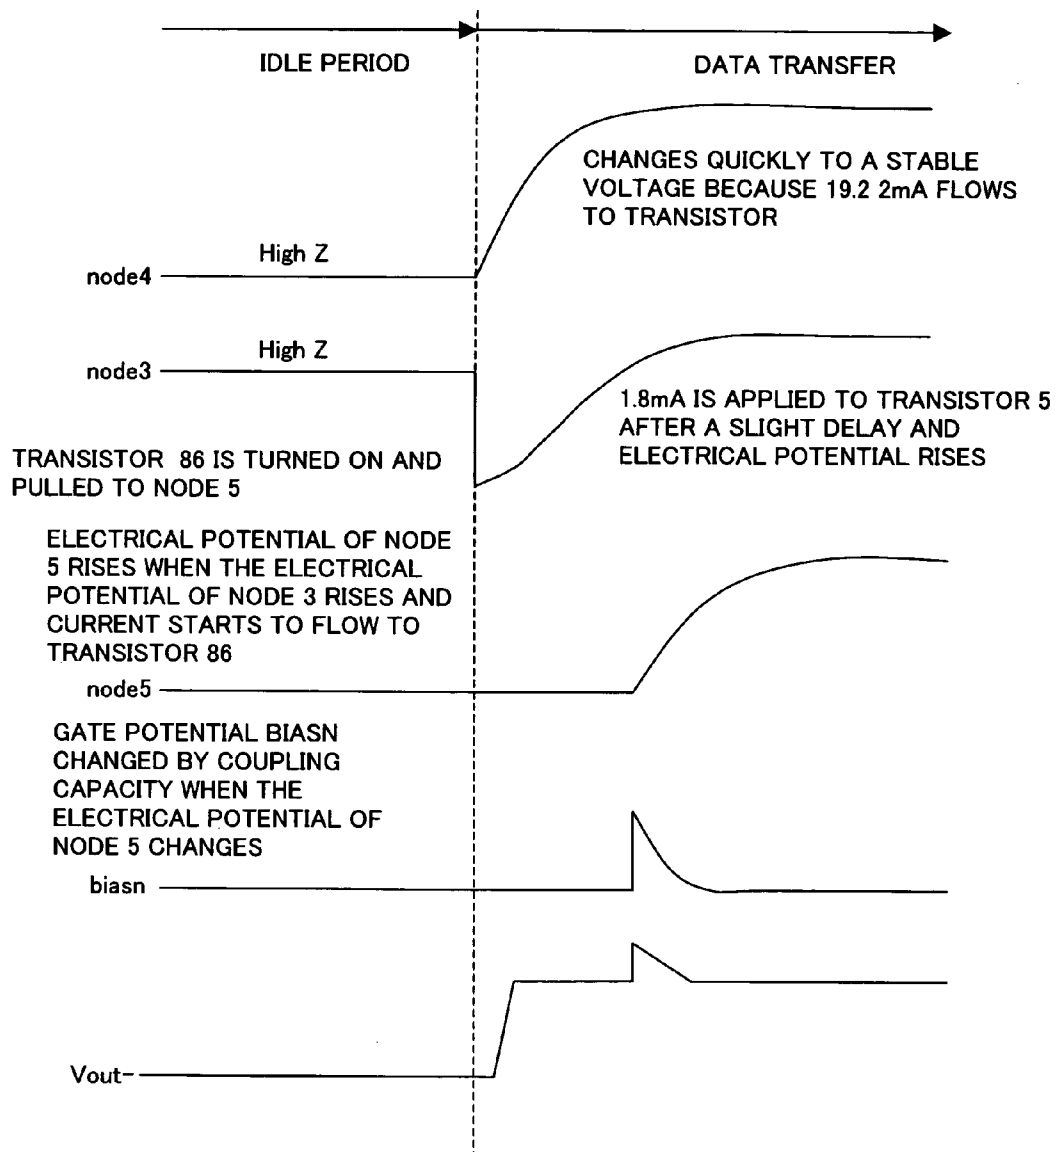 IDLE PERIOD
DATA TRANSFER
CHANGES QUICKLY TO A STABLE
VOLTAGE BECAUSE 19.2 2mA FLOWS
TO TRANSISTOR
High Z
node4
High Z
node3
1.8mA IS APPLIED TO TRANSISTOR 5
AFTER A SLIGHT DELAY AND
ELECTRICAL POTENTIAL RISES
TRANSISTOR 86 IS TURNED ON AND
PULLED TO NODE 5
ELECTRICAL POTENTIAL OF NODE
5 RISES WHEN THE ELECTRICAL
POTENTIAL OF NODE 3 RISES AND
CURRENT STARTS TO FLOW TO
TRANSISTOR 86
node5
GATE POTENTIAL BIASN
CHANGED BY COUPLING
CAPACITY WHEN THE
ELECTRICAL POTENTIAL OF
NODE 5 CHANGES
biasn
Vout-